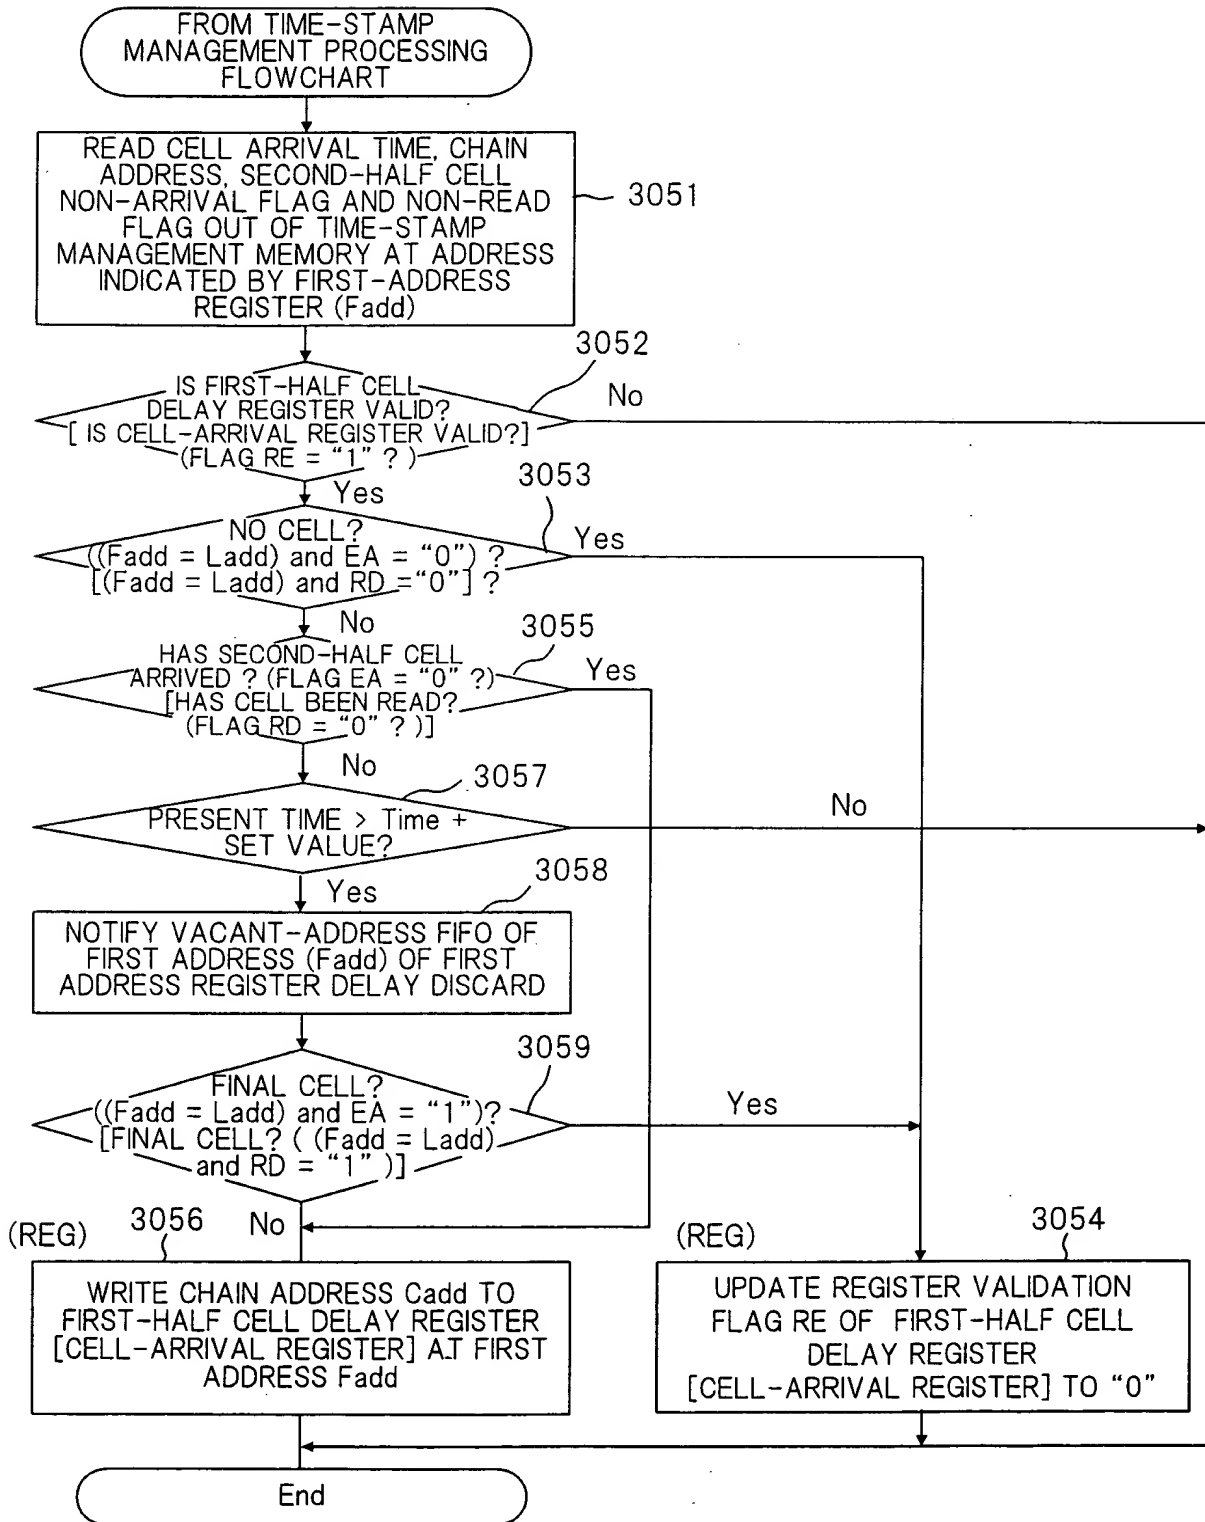 FROM TIME-STAMP
MANAGEMENT PROCESSING
FLOWCHART
READ CELL ARRIVAL TIME, CHAIN
ADDRESS, SECOND-HALF CELL
NON-ARRIVAL FLAG AND NON-READ
FLAG OUT OF TIME-STAMP
MANAGEMENT MEMORY AT ADDRESS
INDICATED BY FIRST-ADDRESS
REGISTER (Fadd)
3051
3052
IS FIRST-HALF CELL
DELAY REGISTER VALID?
[ IS CELL-ARRIVAL REGISTER VALID?]
(FLAG RE = “1” ? )
No
Yes
3053
NO CELL?
((Fadd = Ladd) and EA = “0”) ?
[(Fadd = Ladd) and RD =“0”] ?
Yes
No
3055
HAS SECOND-HALF CELL
ARRIVED ? (FLAG EA = “0” ?)
[HAS CELL BEEN READ?
(FLAG RD = “0” ? )]
Yes
No
3057
PRESENT TIME > Time +
SET VALUE?
No
Yes
3058
NOTIFY VACANT-ADDRESS FIFO OF
FIRST ADDRESS (Fadd) OF FIRST
ADDRESS REGISTER DELAY DISCARD
3059
FINAL CELL?
((Fadd = Ladd) and EA = “1”)?
[FINAL CELL? ( (Fadd = Ladd)
and RD = “1” )]
Yes
No
(REG)
3056
WRITE CHAIN ADDRESS Cadd TO
FIRST-HALF CELL DELAY REGISTER
[CELL-ARRIVAL REGISTER] AT FIRST
ADDRESS Fadd
(REG)
3054
UPDATE REGISTER VALIDATION
FLAG RE OF FIRST-HALF CELL
DELAY REGISTER
[CELL-ARRIVAL REGISTER] TO “0”
End